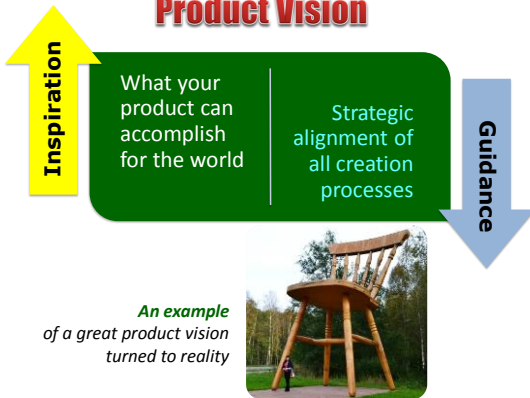 Product Vision
Inspiration
What your
product can
accomplish
for the world
Strategic
alignment of
all creation
processes
Guidance
An example
of a great product vision
turned to reality